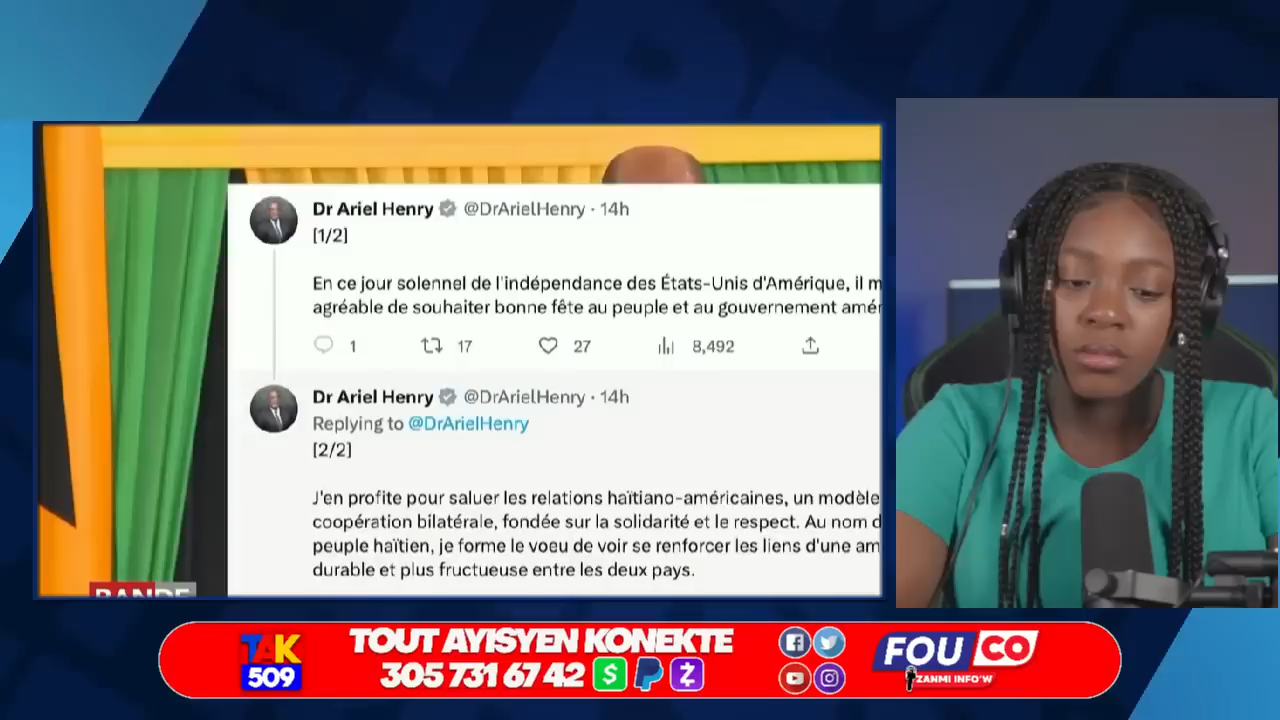 Dr Ariel Henry @DrArielHenry · 14h
[1/2]
En ce jour solennel de l'indépendance des États-Unis d'Amérique, il m
agréable de souhaiter bonne fête au peuple et au gouvernement amér
1 17 27 8,492
Dr Ariel Henry @DrArielHenry · 14h
Replying to @DrArielHenry
[2/2]
J'en profite pour saluer les relations haïtiano-américaines, un modèle
coopération bilatérale, fondée sur la solidarité et le respect. Au nom d
peuple haïtien, je forme le voeu de voir se renforcer les liens d'une am
durable et plus fructueuse entre les deux pays.
BANDE
TAK
509
TOUT AYISYEN KONEKTE
305 731 67 42
FOUCO
ZANMI INFO'W